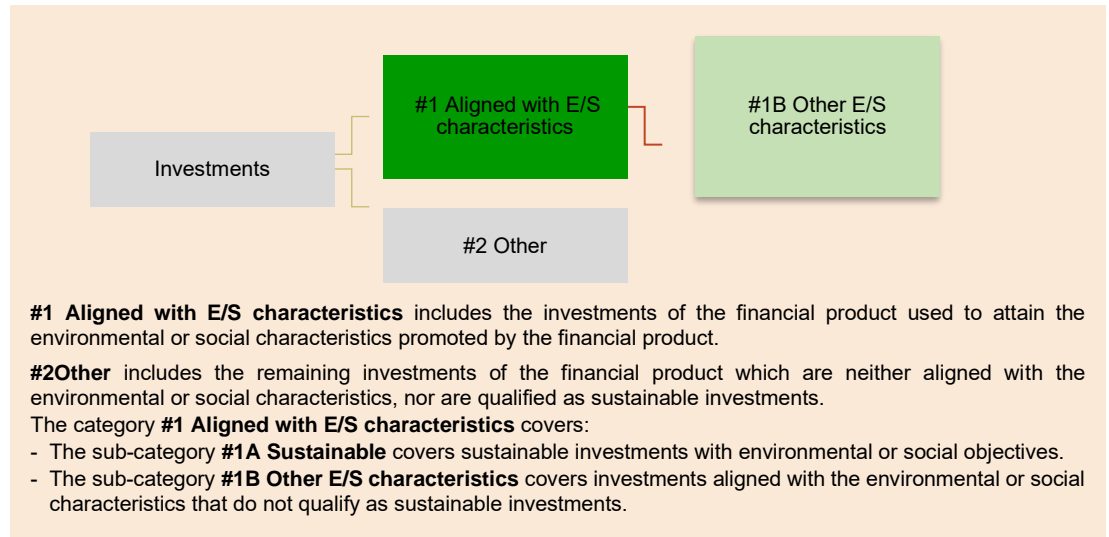 #1 Aligned with E/S
characteristics
#1B Other E/S
characteristics
Investments
#2 Other
#1 Aligned with E/S characteristics includes the investments of the financial product used to attain the
environmental or social characteristics promoted by the financial product.
#2Other includes the remaining investments of the financial product which are neither aligned with the
environmental or social characteristics, nor are qualified as sustainable investments.
The category #1 Aligned with E/S characteristics covers:
- The sub-category #1A Sustainable covers sustainable investments with environmental or social objectives.
- The sub-category #1B Other E/S characteristics covers investments aligned with the environmental or social
characteristics that do not qualify as sustainable investments.